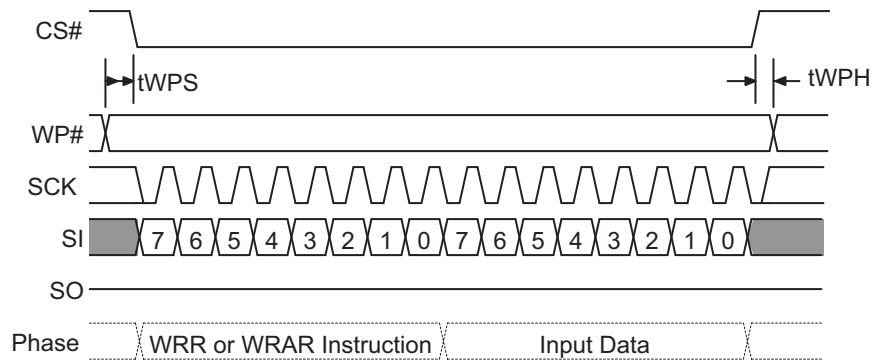 CS#
tWPS
tWPH
WP#
SCK
SI 7 6 5 4 3 2 1 0 7 6 5 4 3 2 1 0
SO
Phase WRR or WRAR Instruction Input Data